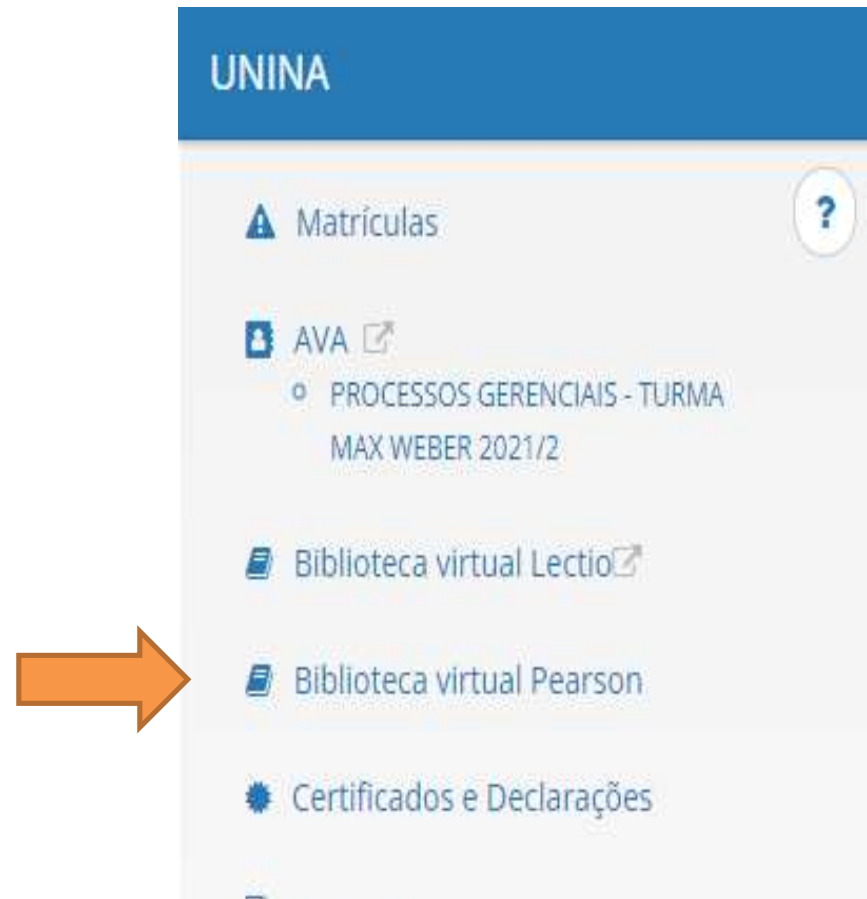 UNINA
Matrículas
?
AVA
PROCESSOS GERENCIAIS - TURMA
MAX WEBER 2021/2
Biblioteca virtual Lectio
Biblioteca virtual Pearson
Certificados e Declarações